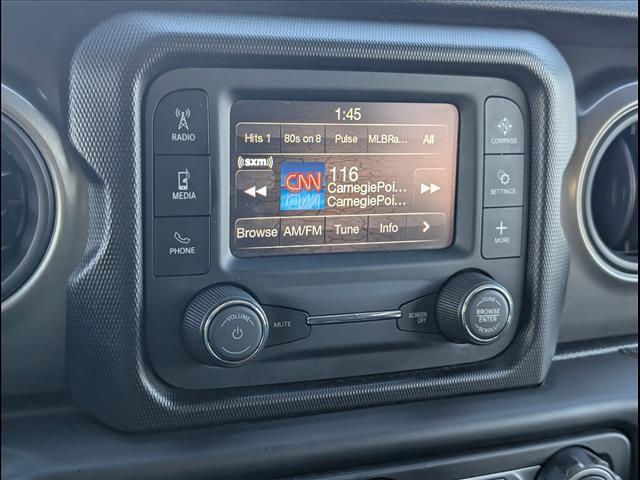 1:45
RADIO
COMPASS
Hits 1 80s on 8 Pulse MLBRa... All
((sxm))
CNN
116
CarnegiePoi...
CarnegiePoi...
MEDIA
SETTINGS
Browse AM/FM Tune Info >
PHONE
MORE
VOLUME
MUTE
SCREEN OFF
TUNE
BROWSE
ENTER
SCROLL